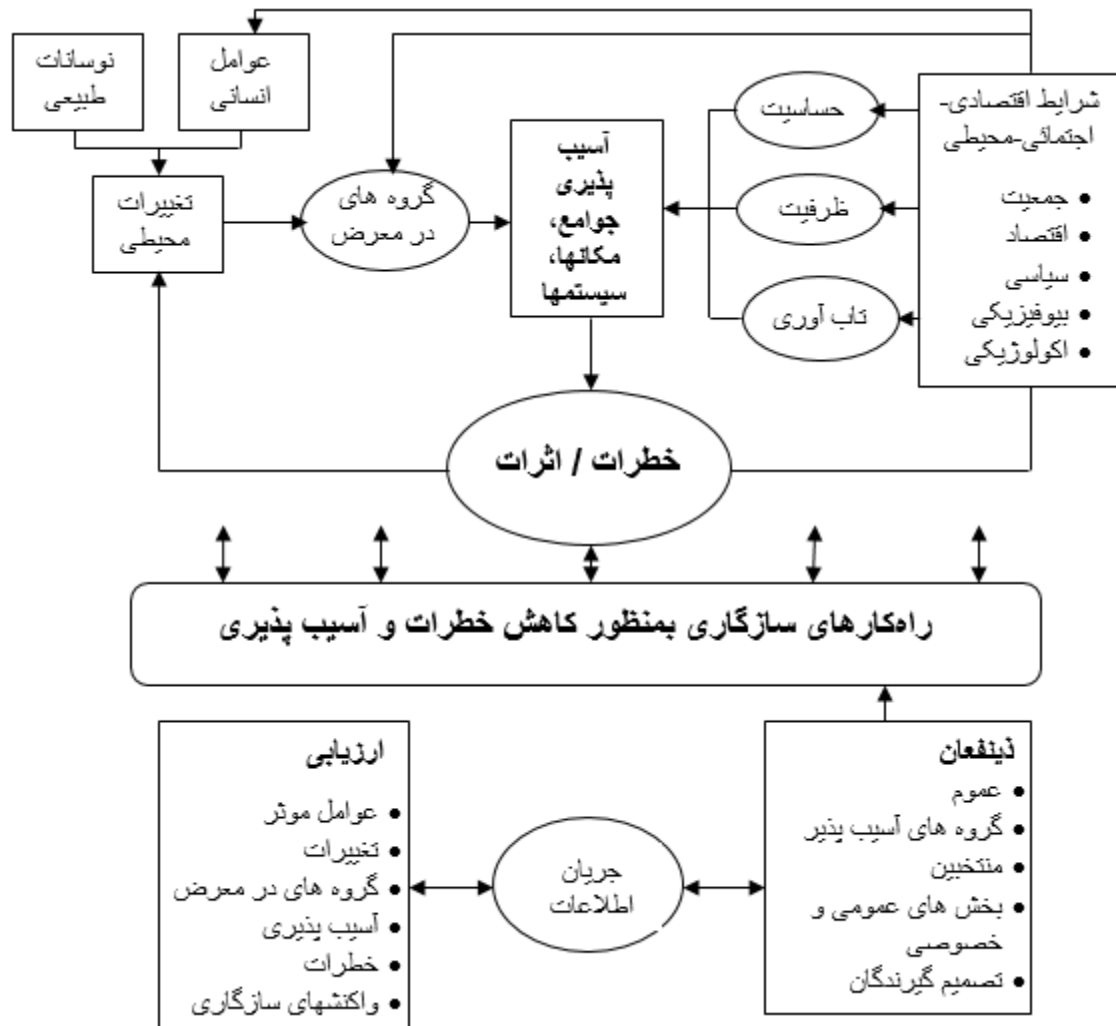 نوسانات
طبیعی
عوامل
انسانی
تغییرات
محیطی
گروه های
در معرض
آسیب
پذیری
جوامع،
مکانها،
سیستمها
حساسیت
ظرفیت
تاب آوری
شرایط اقتصادی-
اجتمائی-محیطی
• جمعیت
• اقتصاد
• سیاسی
• بیوفیزیکی
• اکولوژیکی
خطرات / اثرات
راه‌کارهای سازگاری بمنظور کاهش خطرات و آسیب پذیری
ذینفعان
• عموم
• گروه های آسیب پذیر
• منتخبین
• بخش های عمومی و
خصوصی
• تصمیم گیرندگان
جریان
اطلاعات
ارزیابی
• عوامل موثر
• تغییرات
• گروه های در معرض
• آسیب پذیری
• خطرات
• واکنشهای سازگاری